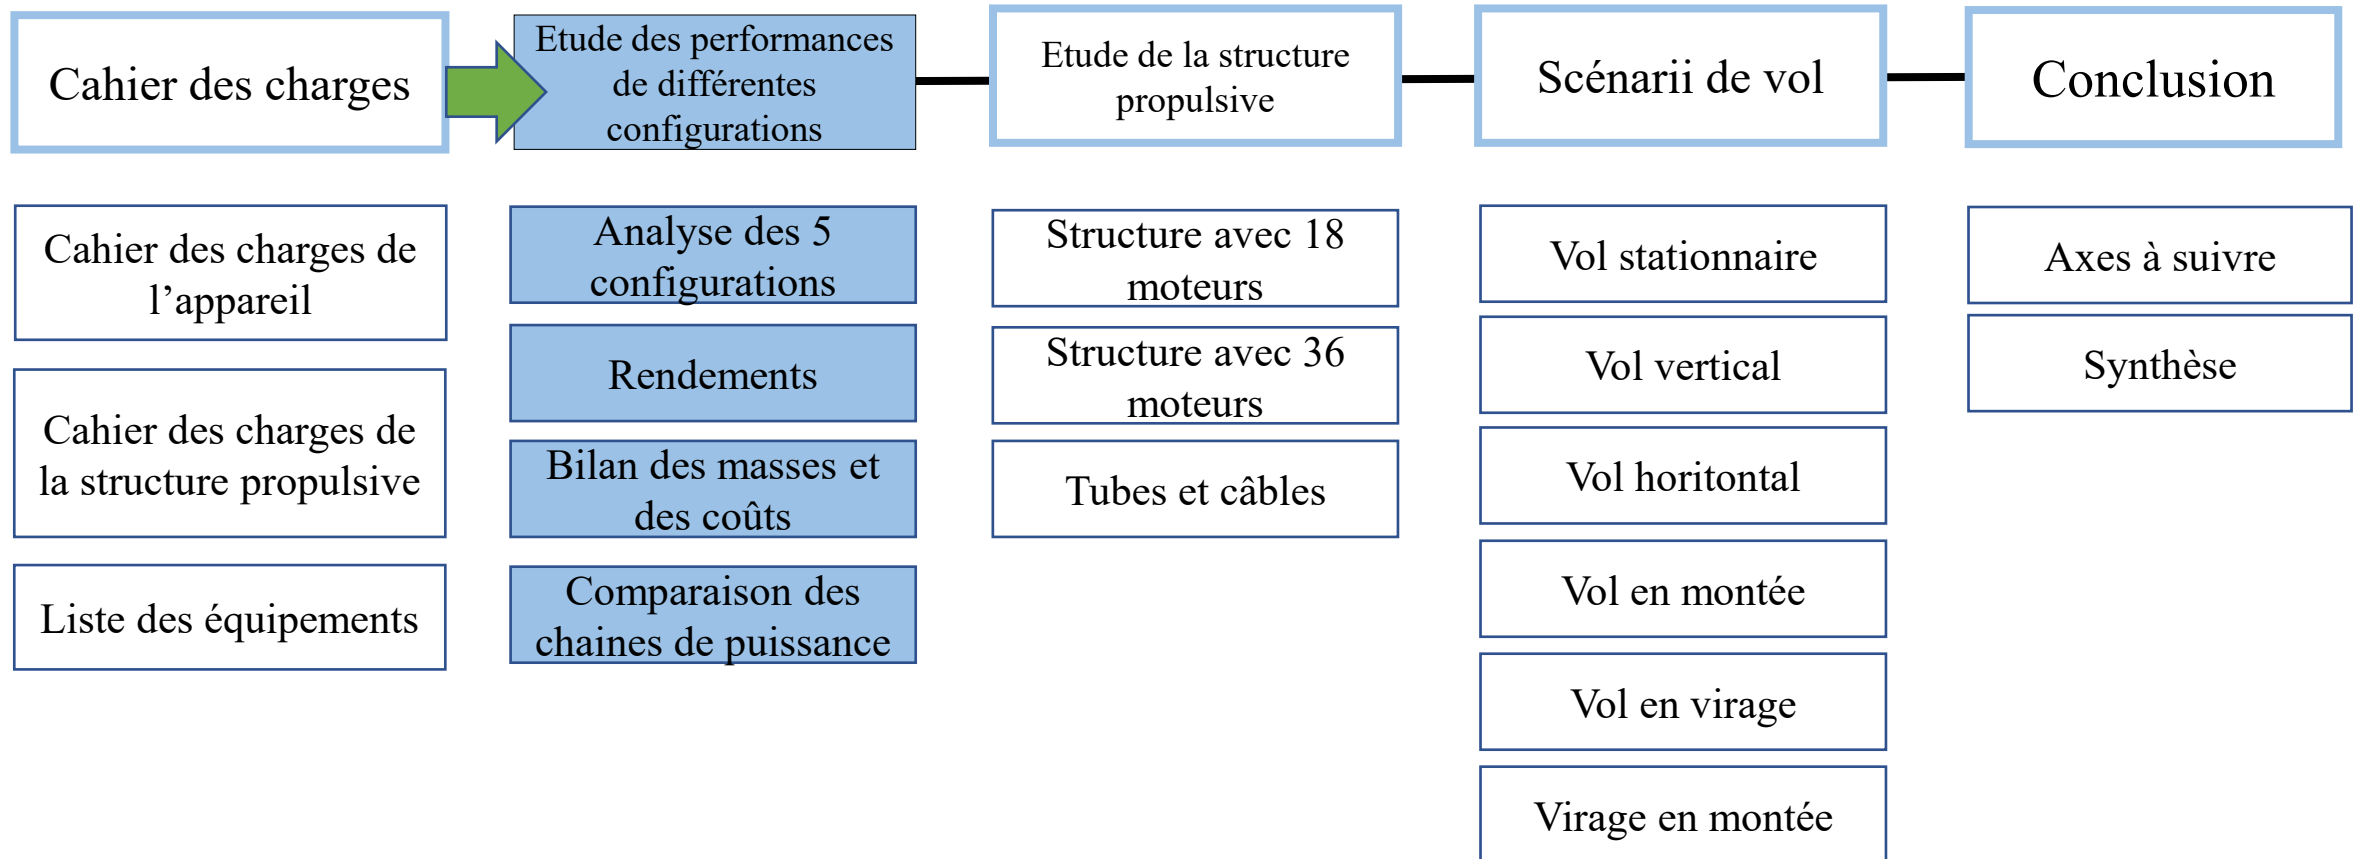 Cahier des charges
Etude des performances
de différentes
configurations
Etude de la structure
propulsive
Scénarii de vol
Conclusion
Cahier des charges de
l’appareil
Cahier des charges de
la structure propulsive
Liste des équipements
Analyse des 5
configurations
Rendements
Bilan des masses et
des coûts
Comparaison des
chaines de puissance
Structure avec 18
moteurs
Structure avec 36
moteurs
Tubes et câbles
Vol stationnaire
Vol vertical
Vol horitontal
Vol en montée
Vol en virage
Virage en montée
Axes à suivre
Synthèse